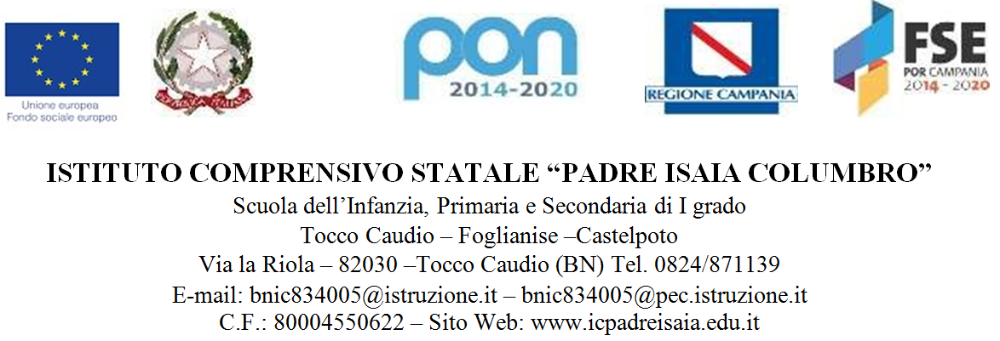 Unione europea
Fondo sociale europeo
REPVBBLICA ITALIANA
pon
2014-2020
REGIONE CAMPANIA
FSE
POR CAMPANIA
2014 - 2020
ISTITUTO COMPRENSIVO STATALE “PADRE ISAIA COLUMBRO”
Scuola dell’Infanzia, Primaria e Secondaria di I grado
Tocco Caudio – Foglianise –Castelpoto
Via la Riola – 82030 –Tocco Caudio (BN) Tel. 0824/871139
E-mail: bnic834005@istruzione.it – bnic834005@pec.istruzione.it
C.F.: 80004550622 – Sito Web: www.icpadreisaia.edu.it